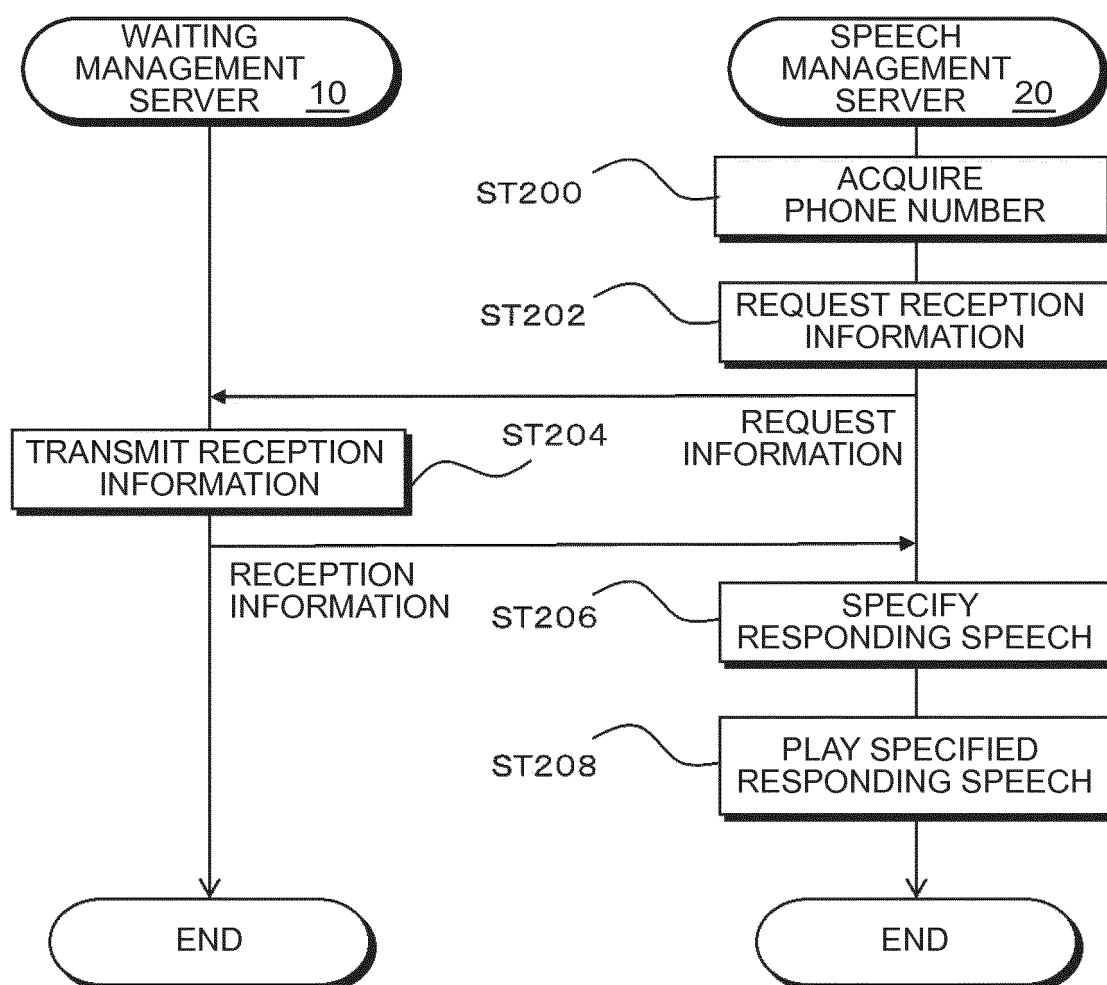 WAITING
MANAGEMENT
SERVER 10
SPEECH
MANAGEMENT
SERVER 20
ST200
ACQUIRE
PHONE NUMBER
ST202
REQUEST RECEPTION
INFORMATION
REQUEST
INFORMATION
TRANSMIT RECEPTION
INFORMATION
ST204
RECEPTION
INFORMATION
ST206
SPECIFY
RESPONDING SPEECH
ST208
PLAY SPECIFIED
RESPONDING SPEECH
END
END